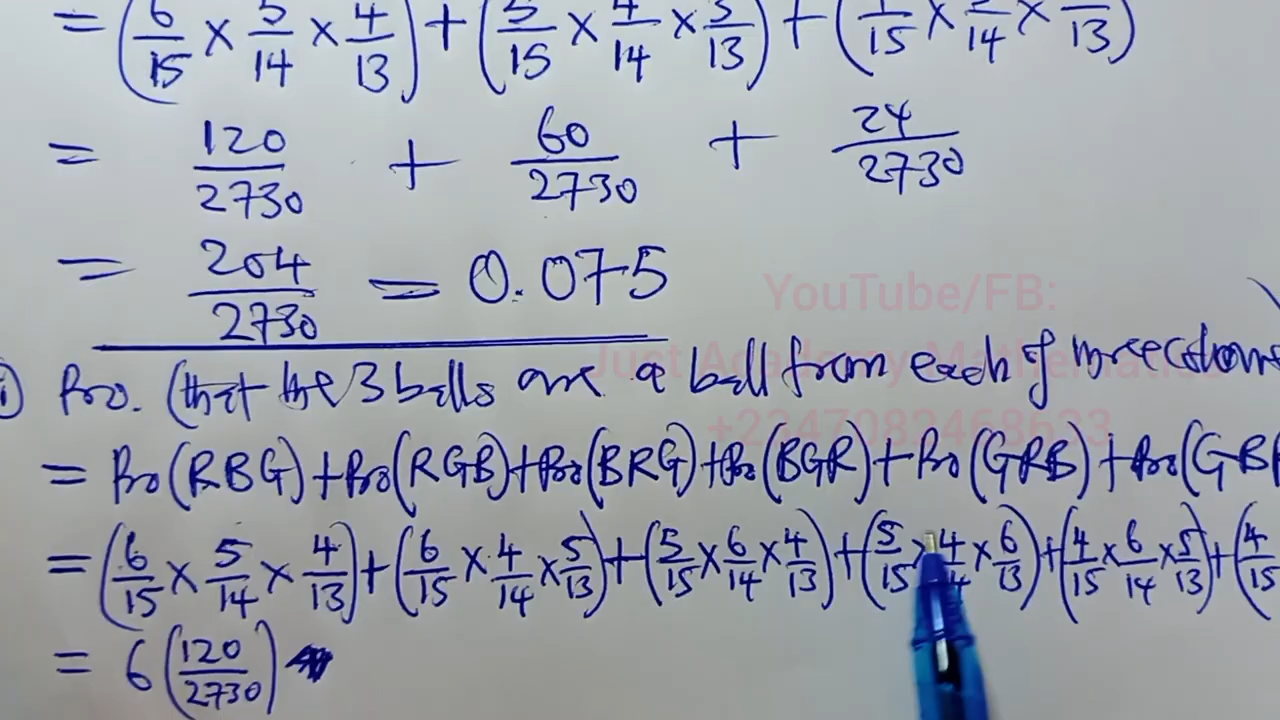 = (6/15 × 5/14 × 4/13) + (5/15 × 4/14 × 3/13) + ( /15 × /14 × /13)
= 120/2730 + 60/2730 + 24/2730
= 204/2730 = 0.075
YouTube/FB:
i) Pro. (that the 3 balls are a ball from each of three colours
+2347082468633
= Pro(RBG) + Pro(RGB) + Pro(BRG) + Pro(BGR) + Pro(GRB) + Pro(GB
= (6/15 × 5/14 × 4/13) + (6/15 × 4/14 × 5/13) + (5/15 × 6/14 × 4/13) + (5/15 × 4/14 × 6/13) + (4/15 × 6/14 × 5/13) + (4/15
= 6(120/2730)